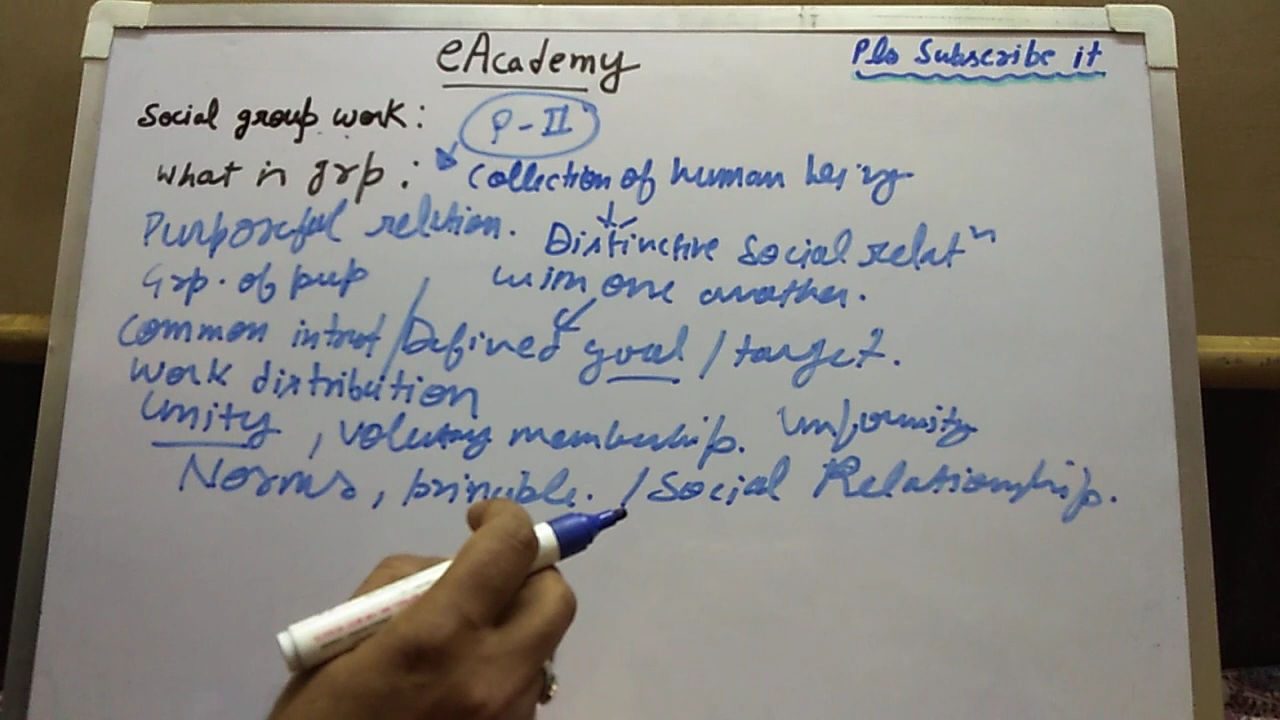 eAcademy
Pls Subscribe it
Social group work :
P-II
What is grp : Collection of human being
Purposeful relation.
Distinctive Social relatn
Grp. of pup
with one another.
Common intrest / Defined goal / target.
Work distribution
Unity, voluntary membership. Uniformity
Norms, principle. / Social Relationship.